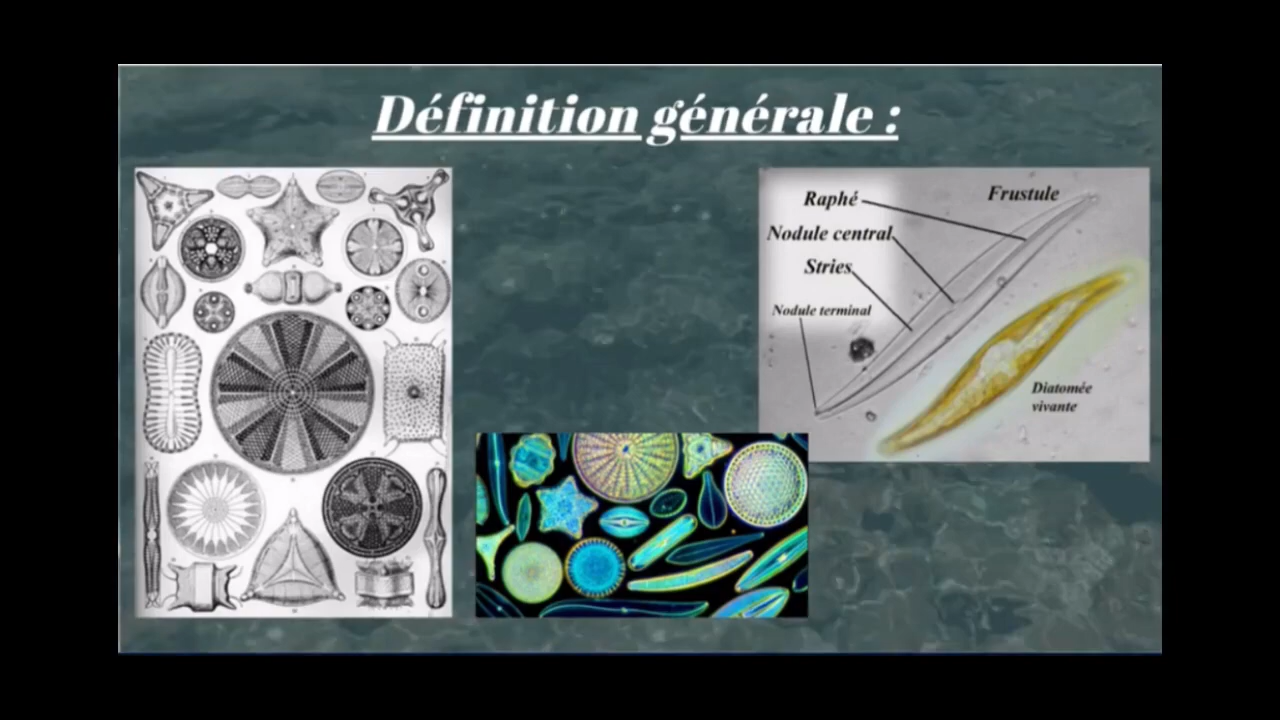 Définition générale :
Raphé
Frustule
Nodule central
Stries
Nodule terminal
Diatomée
vivante